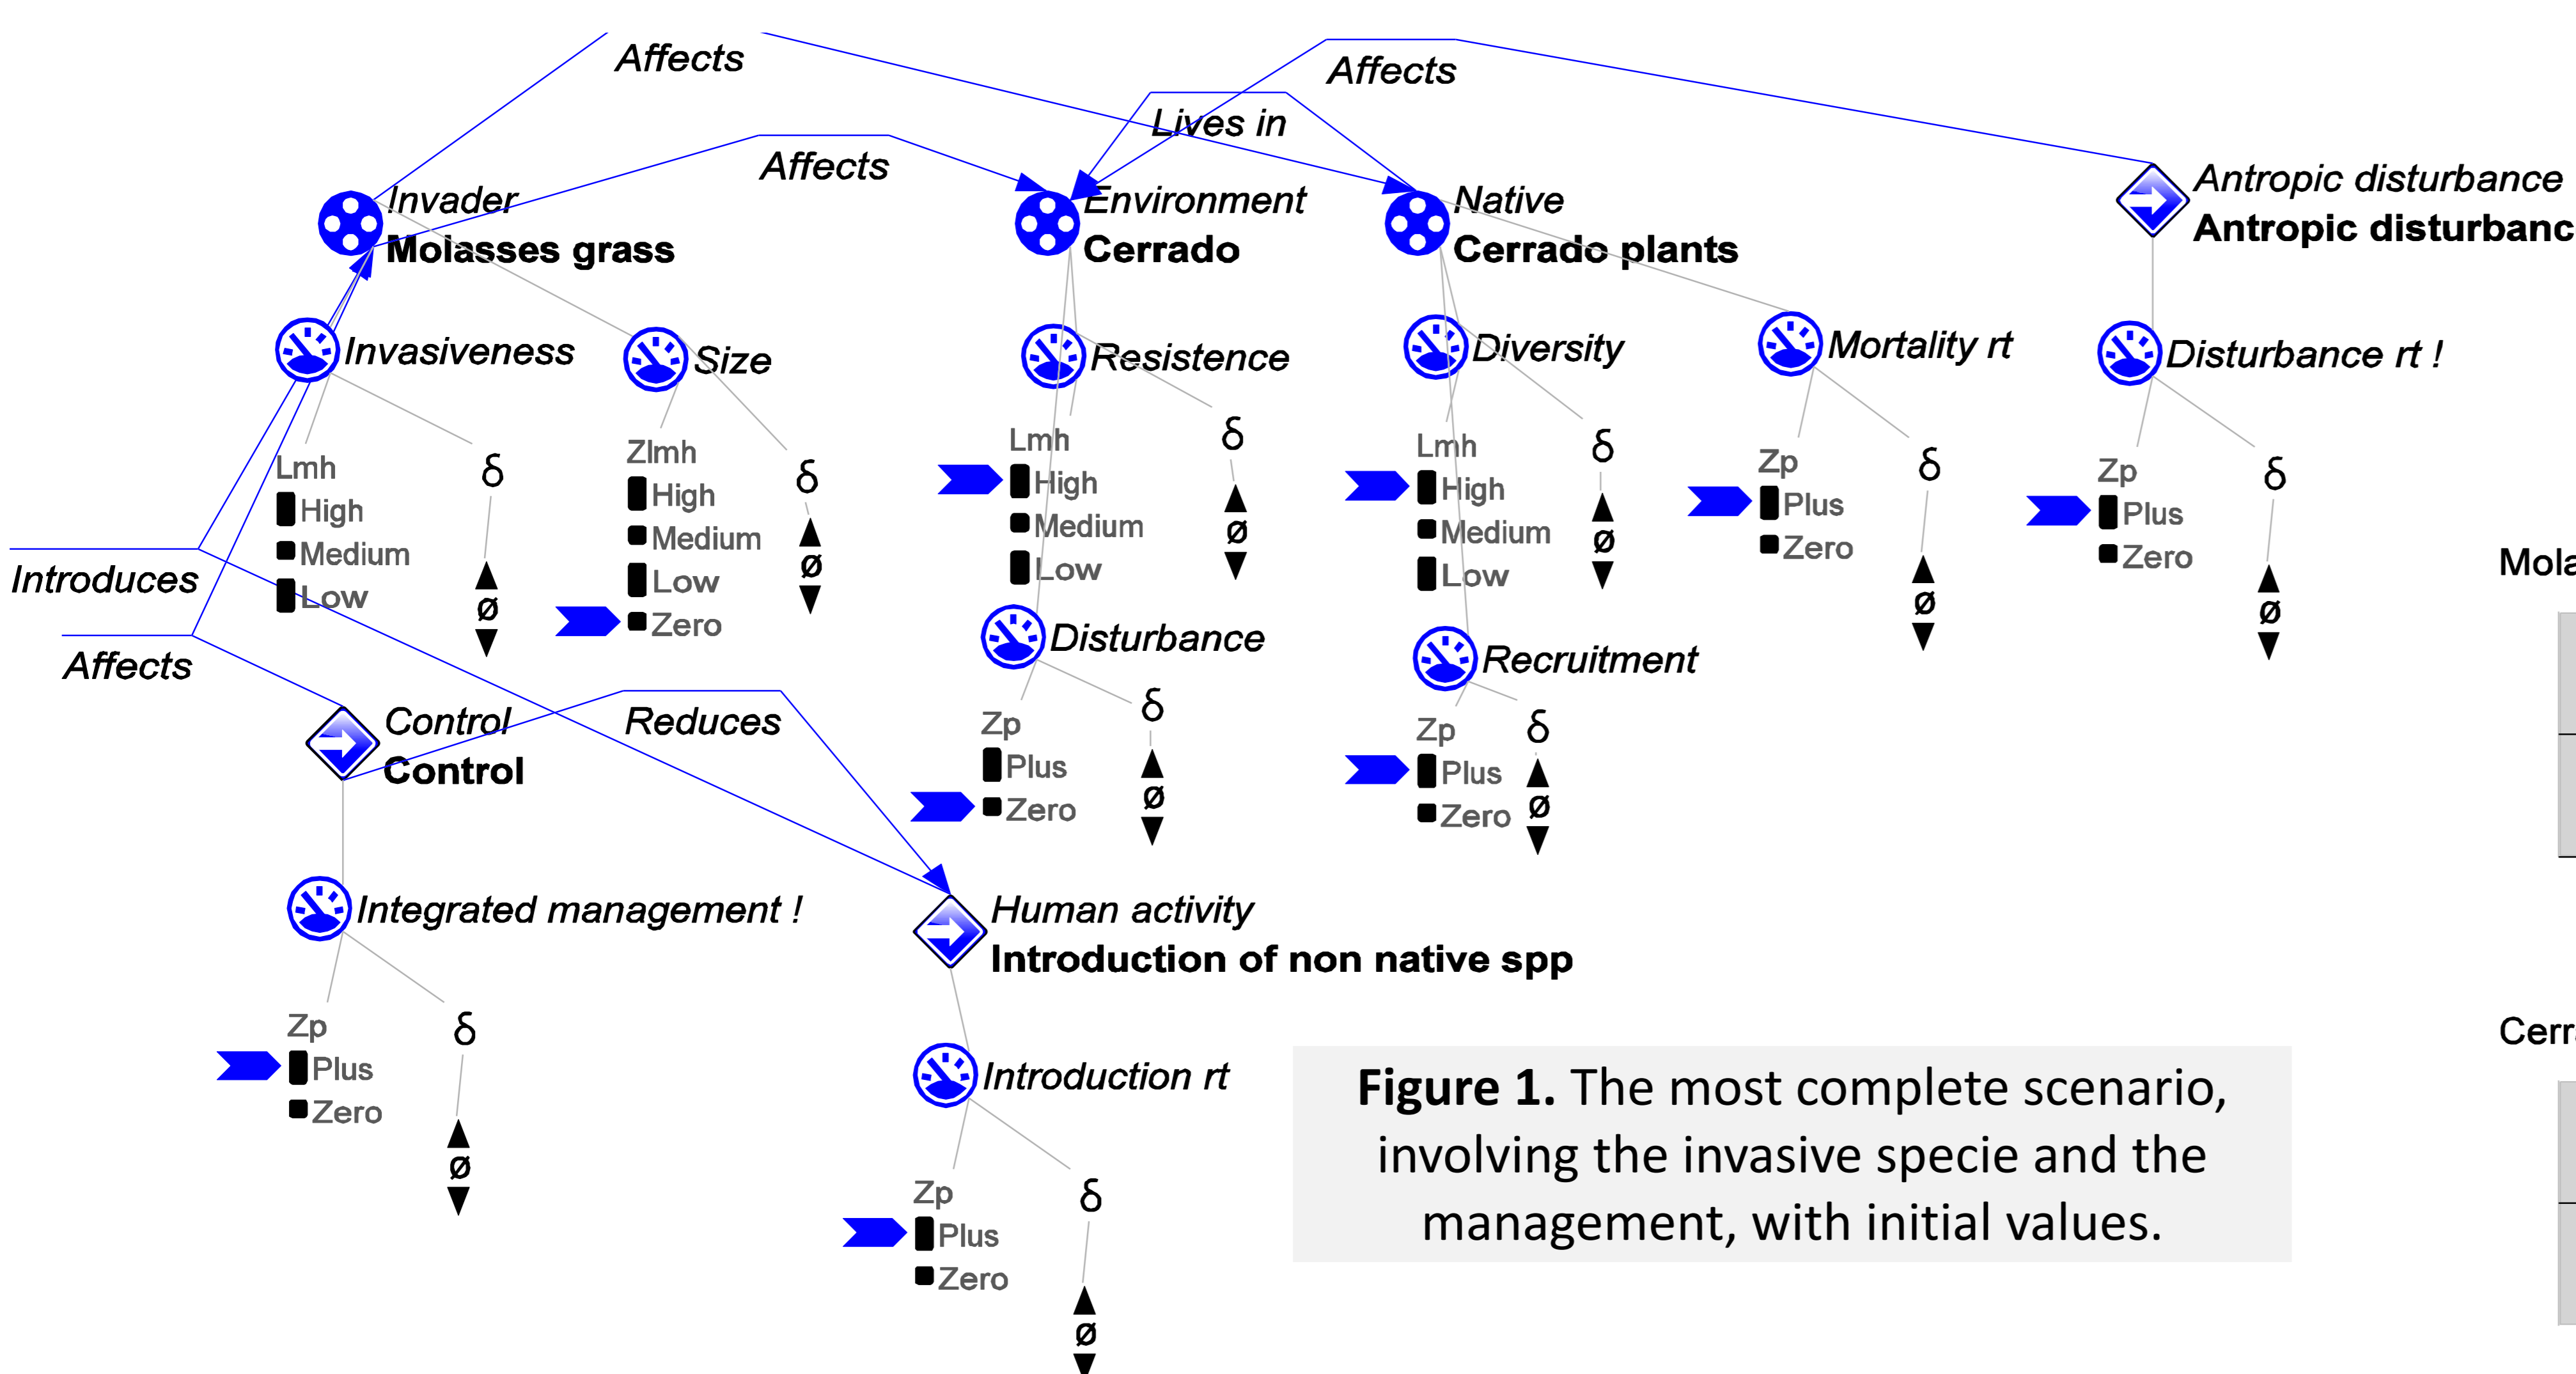 Affects
Affects
Lives in
Affects
Invader
Molasses grass
Environment
Cerrado
Native
Cerrado plants
Antropic disturbance
Antropic disturbanc
Invasiveness
Size
Resistence
Diversity
Mortality rt
Disturbance rt !
Lmh
High
Medium
Low
δ
ø
Zlmh
High
Medium
Low
Zero
δ
ø
Lmh
High
Medium
Low
δ
ø
Lmh
High
Medium
Low
δ
ø
Zp
Plus
Zero
δ
ø
Zp
Plus
Zero
δ
ø
Mola
Introduces
Affects
Disturbance
Zp
Plus
Zero
δ
ø
Recruitment
Zp
Plus
Zero
δ
ø
Control
Control
Reduces
Integrated management !
Zp
Plus
Zero
δ
ø
Human activity
Introduction of non native spp
Introduction rt
Zp
Plus
Zero
δ
ø
Cerr
Figure 1. The most complete scenario,
involving the invasive specie and the
management, with initial values.